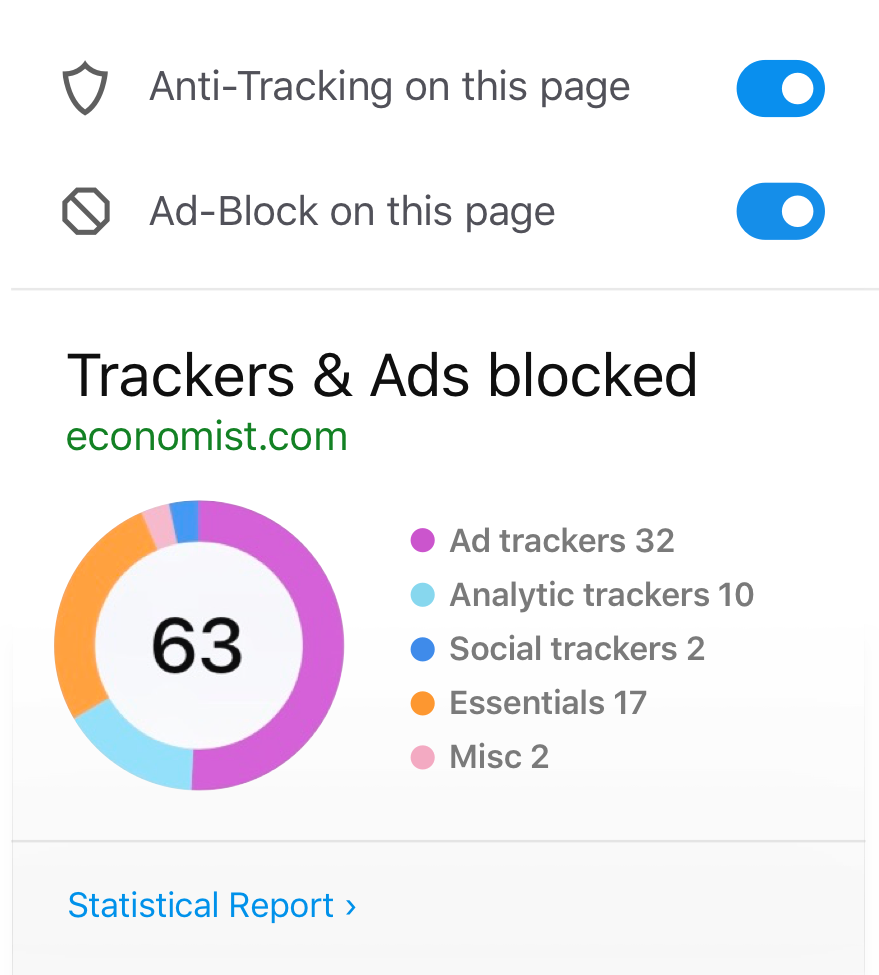 Anti-Tracking on this page
Ad-Block on this page
Trackers & Ads blocked
economist.com
63
Ad trackers 32
Analytic trackers 10
Social trackers 2
Essentials 17
Misc 2
Statistical Report ›